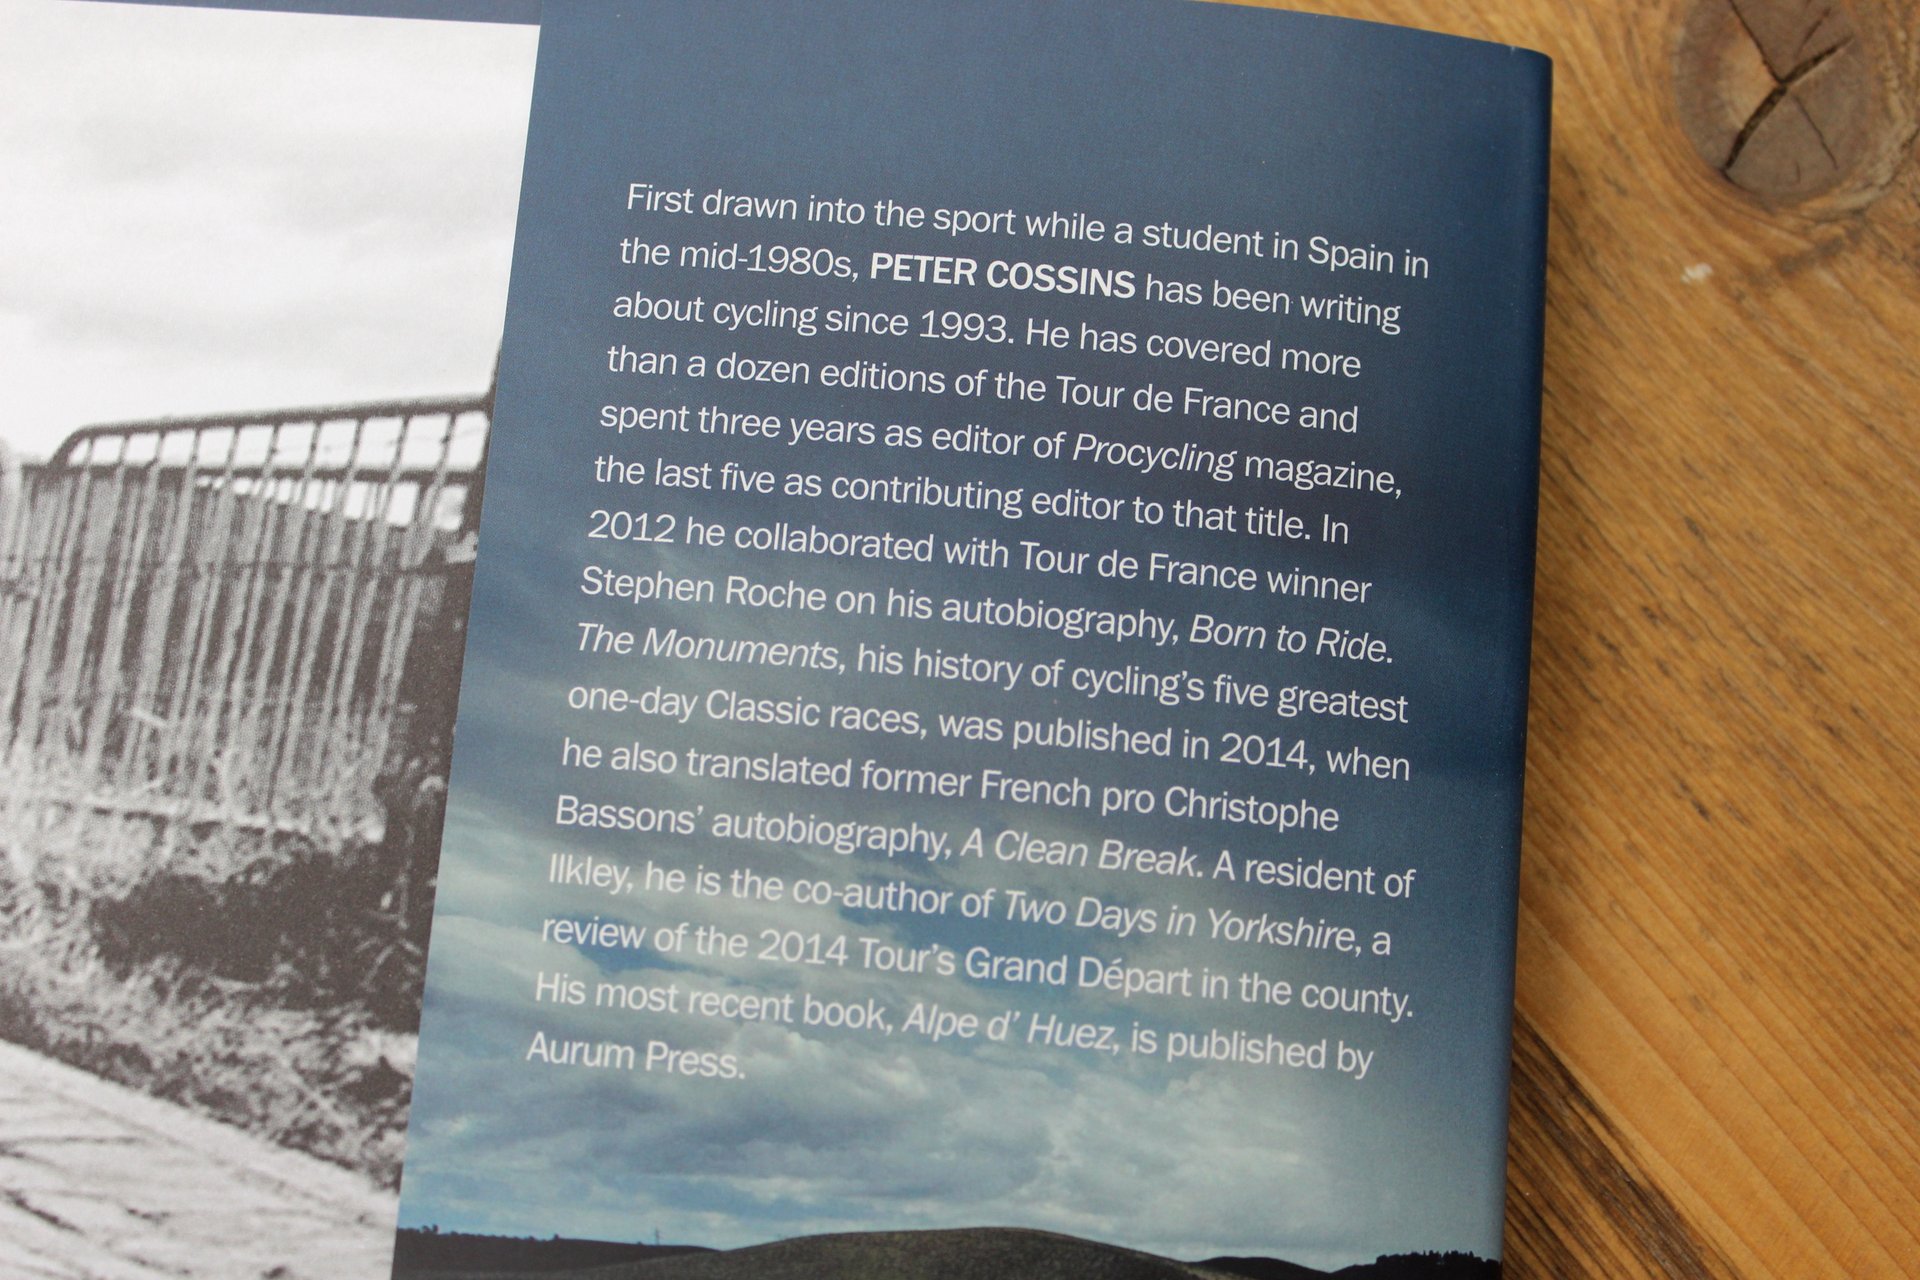 First drawn into the sport while a student in Spain in
the mid-1980s, PETER COSSINS has been writing
about cycling since 1993. He has covered more
than a dozen editions of the Tour de France and
spent three years as editor of Procycling magazine,
the last five as contributing editor to that title. In
2012 he collaborated with Tour de France winner
Stephen Roche on his autobiography, Born to Ride.
The Monuments, his history of cycling's five greatest
one-day Classic races, was published in 2014, when
he also translated former French pro Christophe
Bassons' autobiography, A Clean Break. A resident of
Ilkley, he is the co-author of Two Days in Yorkshire, a
review of the 2014 Tour's Grand Départ in the county.
His most recent book, Alpe d' Huez, is published by
Aurum Press.